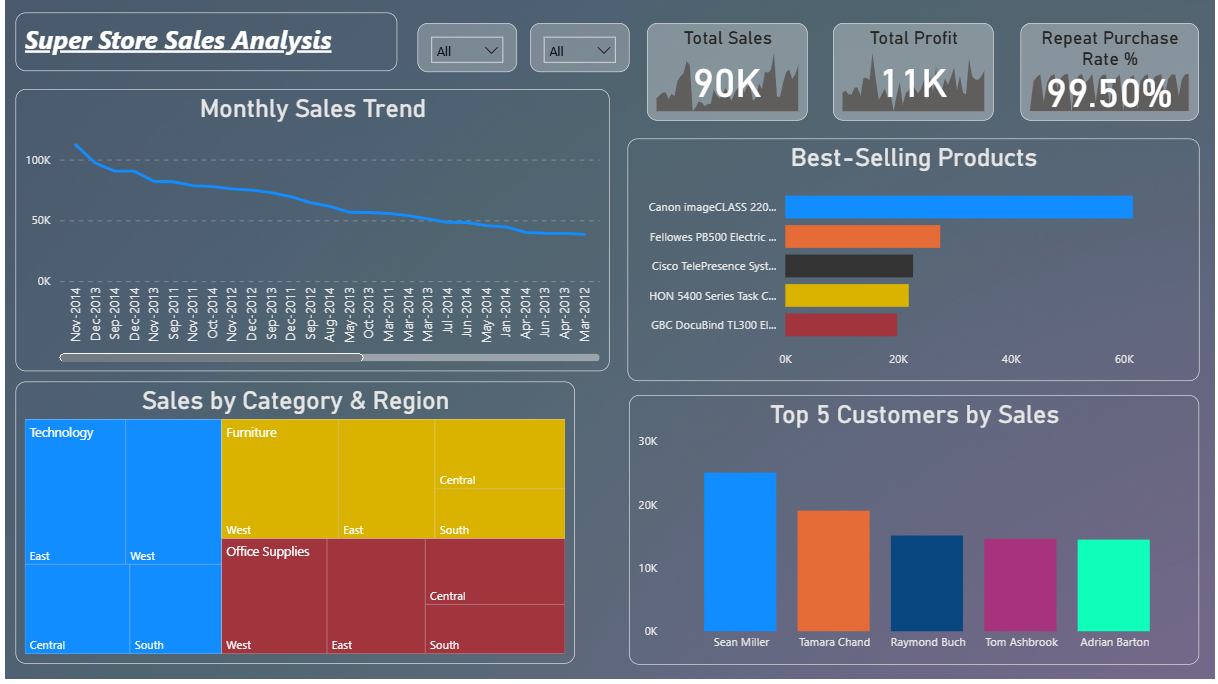 Super Store Sales Analysis
All
All
Total Sales
90K
Total Profit
11K
Repeat Purchase
Rate %
99.50%
Monthly Sales Trend
100K
50K
0K
Nov-2014
Dec-2013
Sep-2014
Dec-2014
Nov-2013
Sep-2011
Nov-2011
Oct-2014
Nov-2012
Dec-2012
Sep-2013
Dec-2011
Sep-2012
Aug-2014
May-2013
Oct-2013
Mar-2011
Mar-2014
Mar-2013
Jul-2014
Jun-2014
May-2014
Jan-2014
Apr-2014
Jun-2013
Apr-2013
Mar-2012
Best-Selling Products
Canon imageCLASS 220...
Fellowes PB500 Electric ...
Cisco TelePresence Syst...
HON 5400 Series Task C...
GBC DocuBind TL300 El...
0K
20K
40K
60K
Sales by Category & Region
Technology
East
West
Central
South
Furniture
West
East
Central
South
Office Supplies
West
East
Central
South
Top 5 Customers by Sales
30K
20K
10K
0K
Sean Miller
Tamara Chand
Raymond Buch
Tom Ashbrook
Adrian Barton